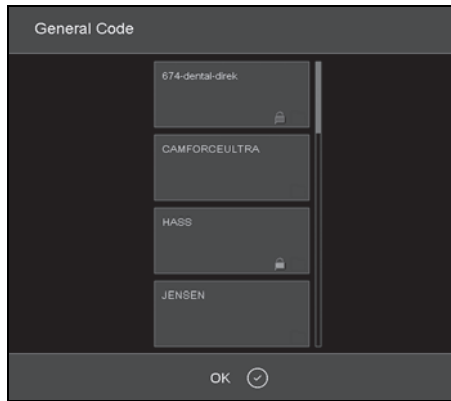 General Code
674-dental-direk
CAMFORCEULTRA
HASS
JENSEN
OK